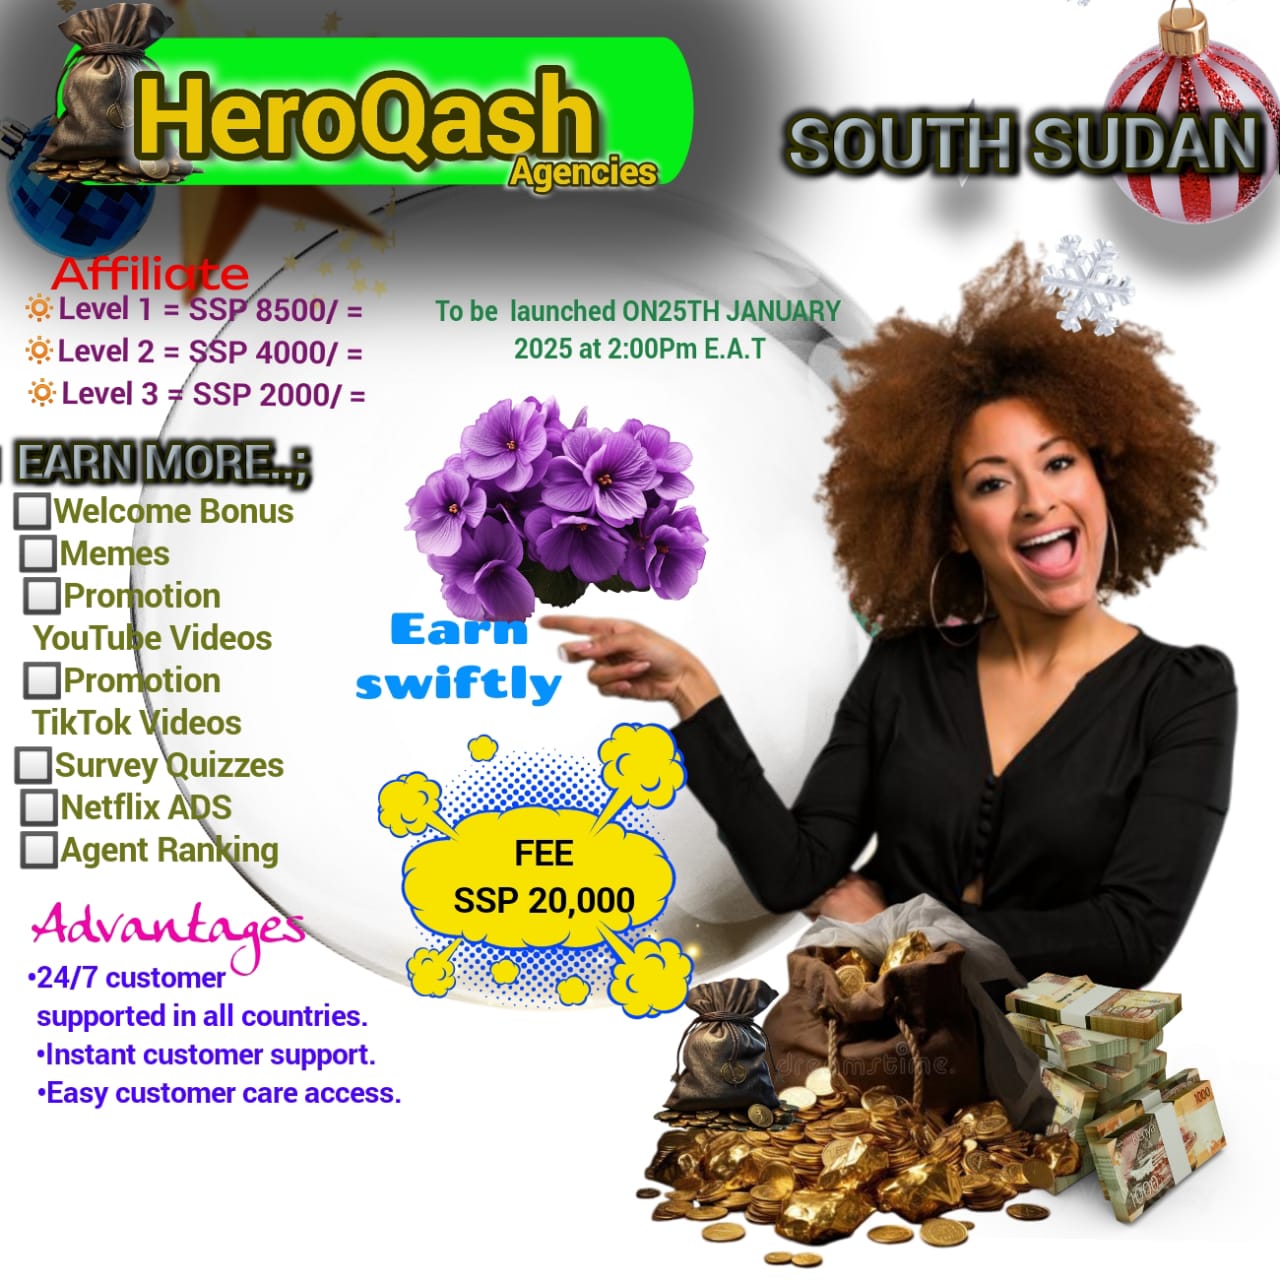 HeroQash
Agencies
SOUTH SUDAN
Affiliate
Level 1 = SSP 8500/ =
Level 2 = SSP 4000/ =
Level 3 = SSP 2000/ =
To be launched ON25TH JANUARY
2025 at 2:00Pm E.A.T
EARN MORE..;
Welcome Bonus
Memes
Promotion
YouTube Videos
Promotion
TikTok Videos
Survey Quizzes
Netflix ADS
Agent Ranking
Earn
swiftly
FEE
SSP 20,000
Advantages
•24/7 customer
supported in all countries.
•Instant customer support.
•Easy customer care access.
dreamstime.
1000
1000